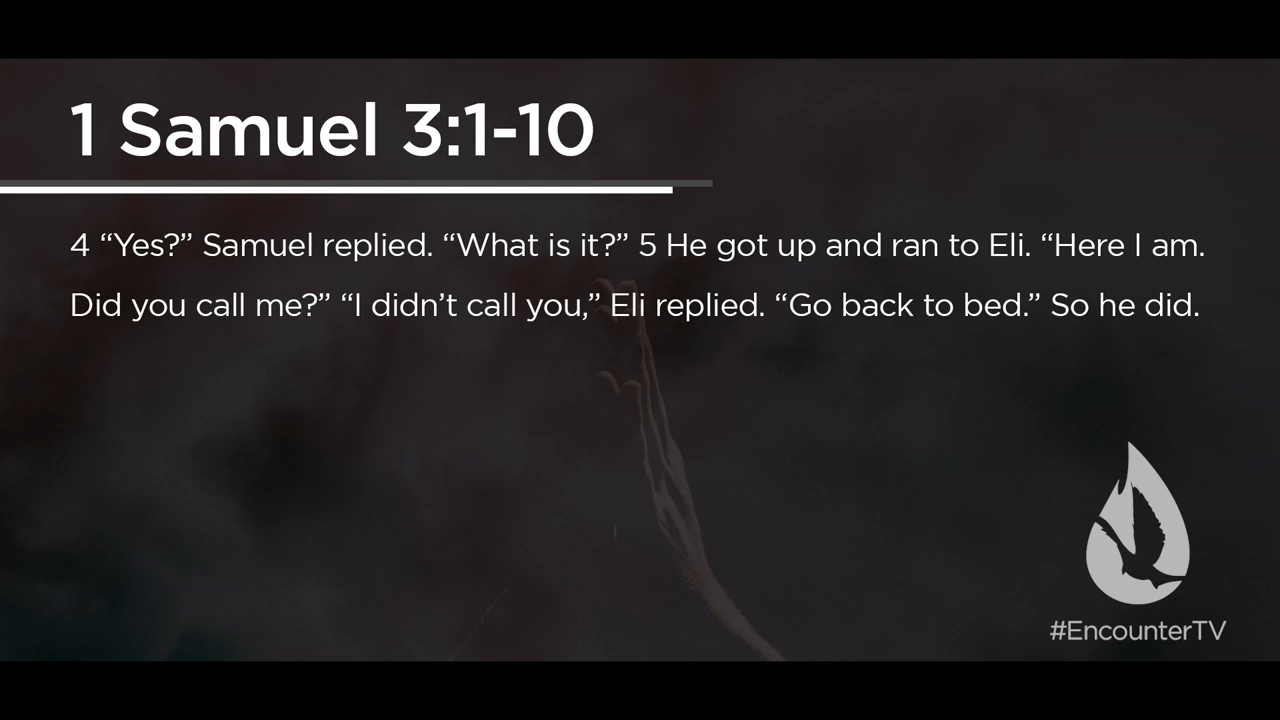 1 Samuel 3:1-10
4 “Yes?” Samuel replied. “What is it?” 5 He got up and ran to Eli. “Here I am.
Did you call me?” “I didn’t call you,” Eli replied. “Go back to bed.” So he did.
#EncounterTV